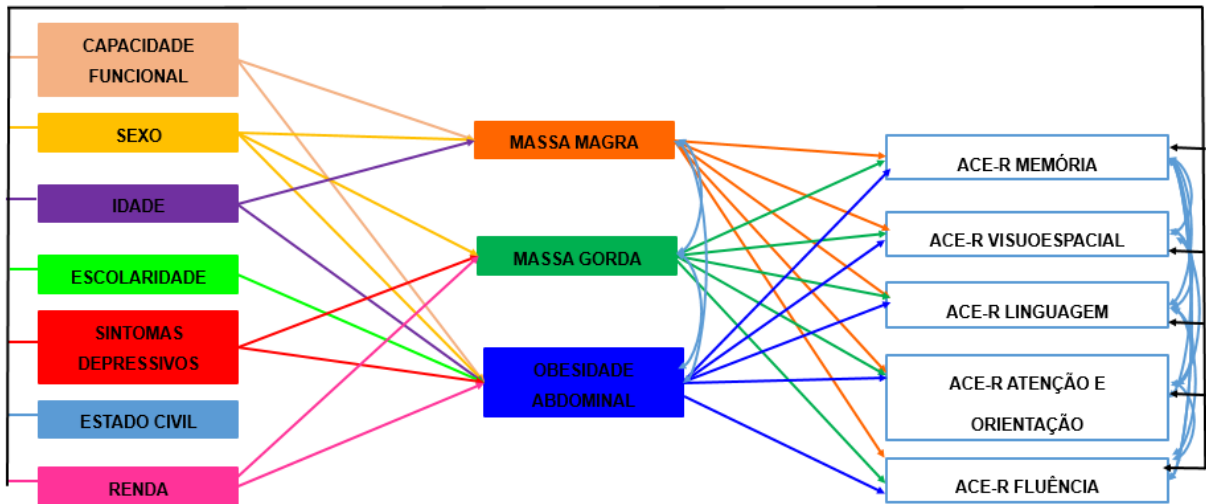 CAPACIDADE
FUNCIONAL
SEXO
IDADE
ESCOLARIDADE
SINTOMAS
DEPRESSIVOS
ESTADO CIVIL
RENDA
MASSA MAGRA
MASSA GORDA
OBESIDADE
ABDOMINAL
ACE-R MEMÓRIA
ACE-R VISUOESPACIAL
ACE-R LINGUAGEM
ACE-R ATENÇÃO E
ORIENTAÇÃO
ACE-R FLUÊNCIA